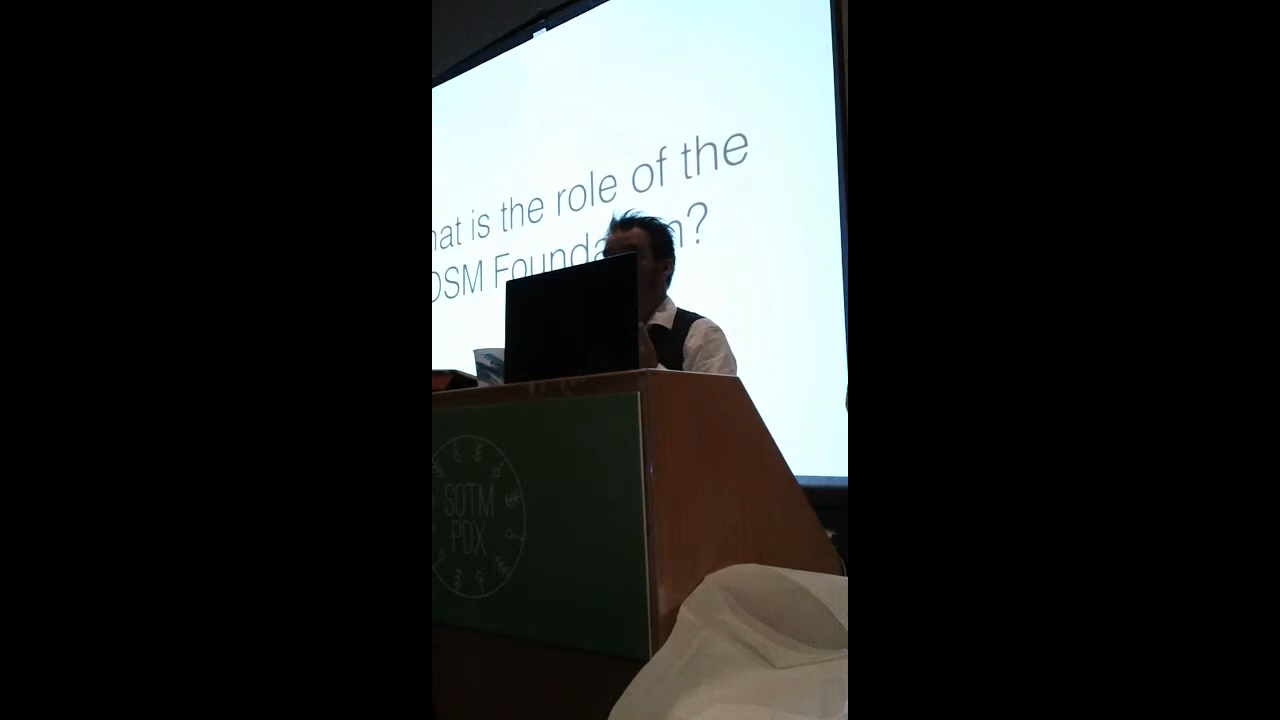 hat is the role of the
OSM Founda n?
SOTM
PDX